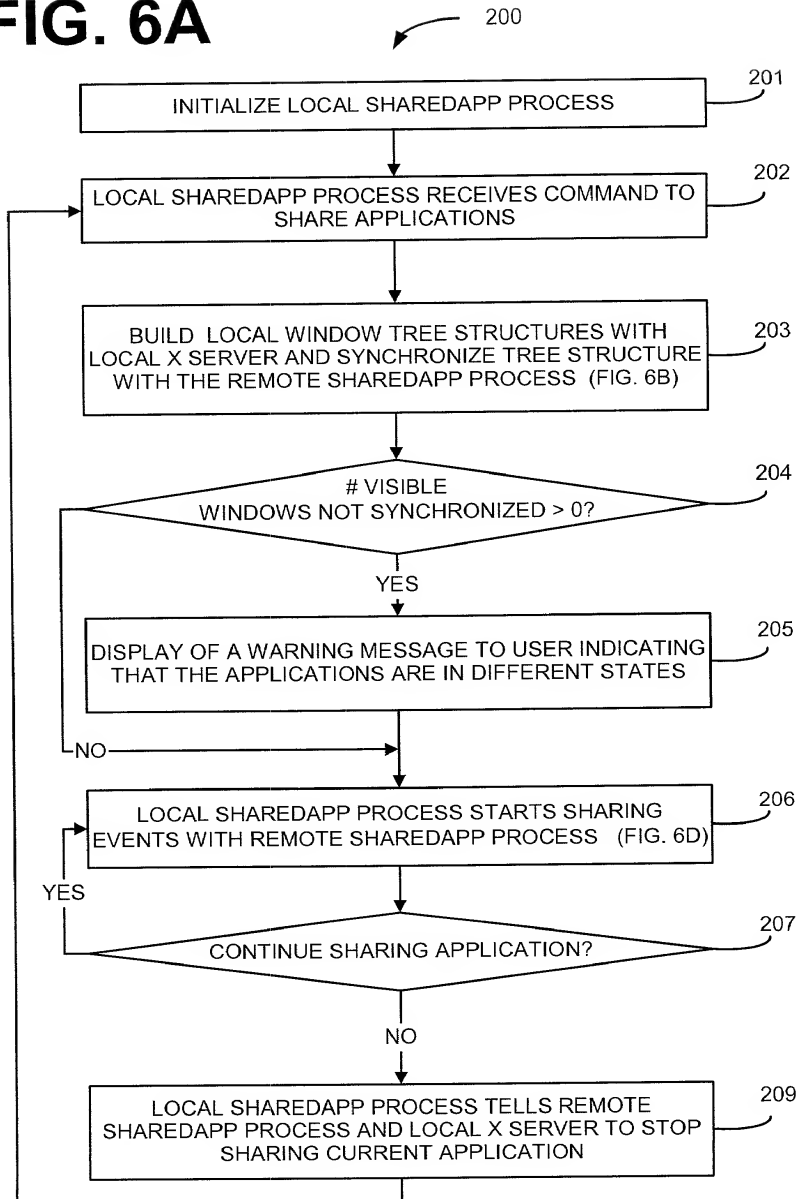 FIG. 6A
200
INITIALIZE LOCAL SHAREDAPP PROCESS
201
LOCAL SHAREDAPP PROCESS RECEIVES COMMAND TO
SHARE APPLICATIONS
202
BUILD LOCAL WINDOW TREE STRUCTURES WITH
LOCAL X SERVER AND SYNCHRONIZE TREE STRUCTURE
WITH THE REMOTE SHAREDAPP PROCESS (FIG. 6B)
203
# VISIBLE
WINDOWS NOT SYNCHRONIZED > 0?
204
YES
DISPLAY OF A WARNING MESSAGE TO USER INDICATING
THAT THE APPLICATIONS ARE IN DIFFERENT STATES
205
NO
LOCAL SHAREDAPP PROCESS STARTS SHARING
EVENTS WITH REMOTE SHAREDAPP PROCESS (FIG. 6D)
206
YES
CONTINUE SHARING APPLICATION?
207
NO
LOCAL SHAREDAPP PROCESS TELLS REMOTE
SHAREDAPP PROCESS AND LOCAL X SERVER TO STOP
SHARING CURRENT APPLICATION
209